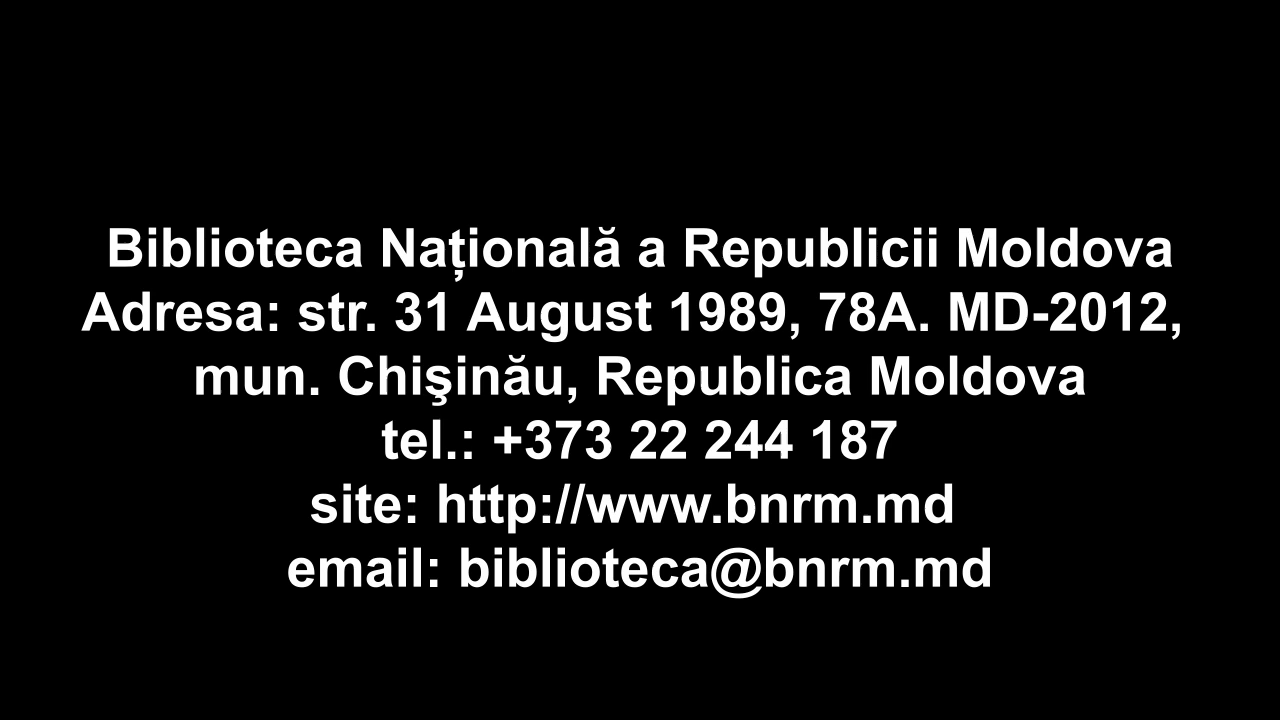 Biblioteca Națională a Republicii Moldova
Adresa: str. 31 August 1989, 78A. MD-2012,
mun. Chişinău, Republica Moldova
tel.: +373 22 244 187
site: http://www.bnrm.md
email: biblioteca@bnrm.md